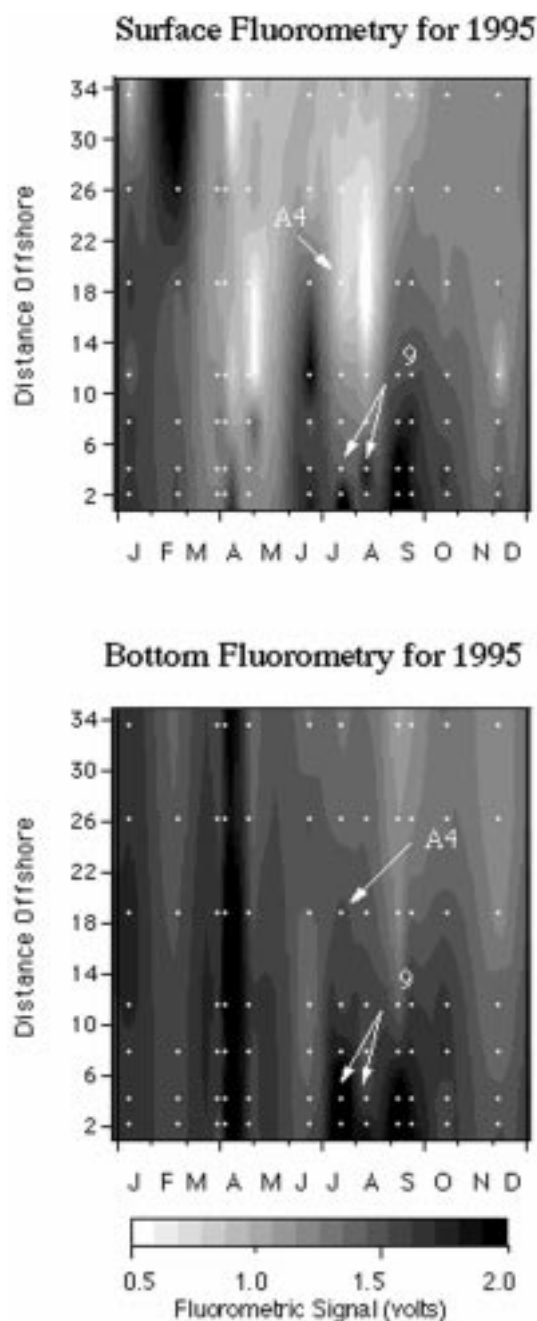 Surface Fluorometry for 1995
Distance Offshore
34
30
26
22
18
14
10
6
2
A4
9
J F M A M J J A S O N D
Bottom Fluorometry for 1995
Distance Offshore
34
30
26
22
18
14
10
6
2
A4
9
J F M A M J J A S O N D
0.5 1.0 1.5 2.0
Fluorometric Signal (volts)